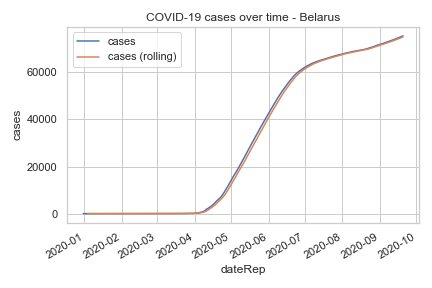 COVID-19 cases over time - Belarus
cases
cases (rolling)
60000
40000
20000
0
cases
2020-01
2020-02
2020-03
2020-04
2020-05
2020-06
2020-07
2020-08
2020-09
2020-10
dateRep